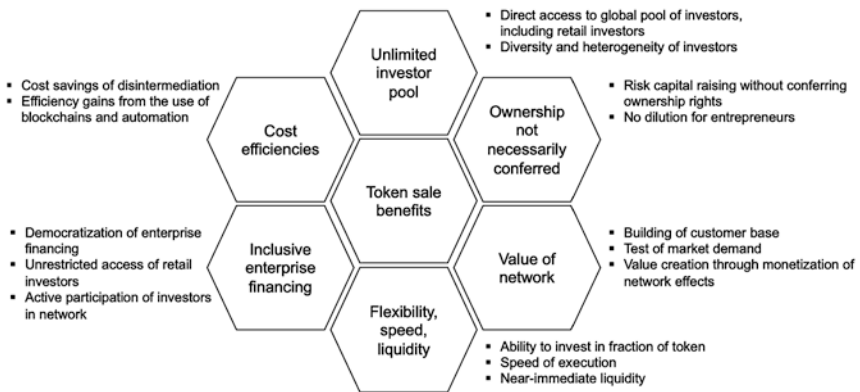 Unlimited
investor
pool
▪ Direct access to global pool of investors,
including retail investors
▪ Diversity and heterogeneity of investors
▪ Cost savings of disintermediation
▪ Efficiency gains from the use of
blockchains and automation
Cost
efficiencies
Ownership
not
necessarily
conferred
▪ Risk capital raising without conferring
ownership rights
▪ No dilution for entrepreneurs
Token sale
benefits
▪ Democratization of enterprise
financing
▪ Unrestricted access of retail
investors
▪ Active participation of investors
in network
Inclusive
enterprise
financing
Value of
network
▪ Building of customer base
▪ Test of market demand
▪ Value creation through monetization of
network effects
Flexibility,
speed,
liquidity
▪ Ability to invest in fraction of token
▪ Speed of execution
▪ Near-immediate liquidity